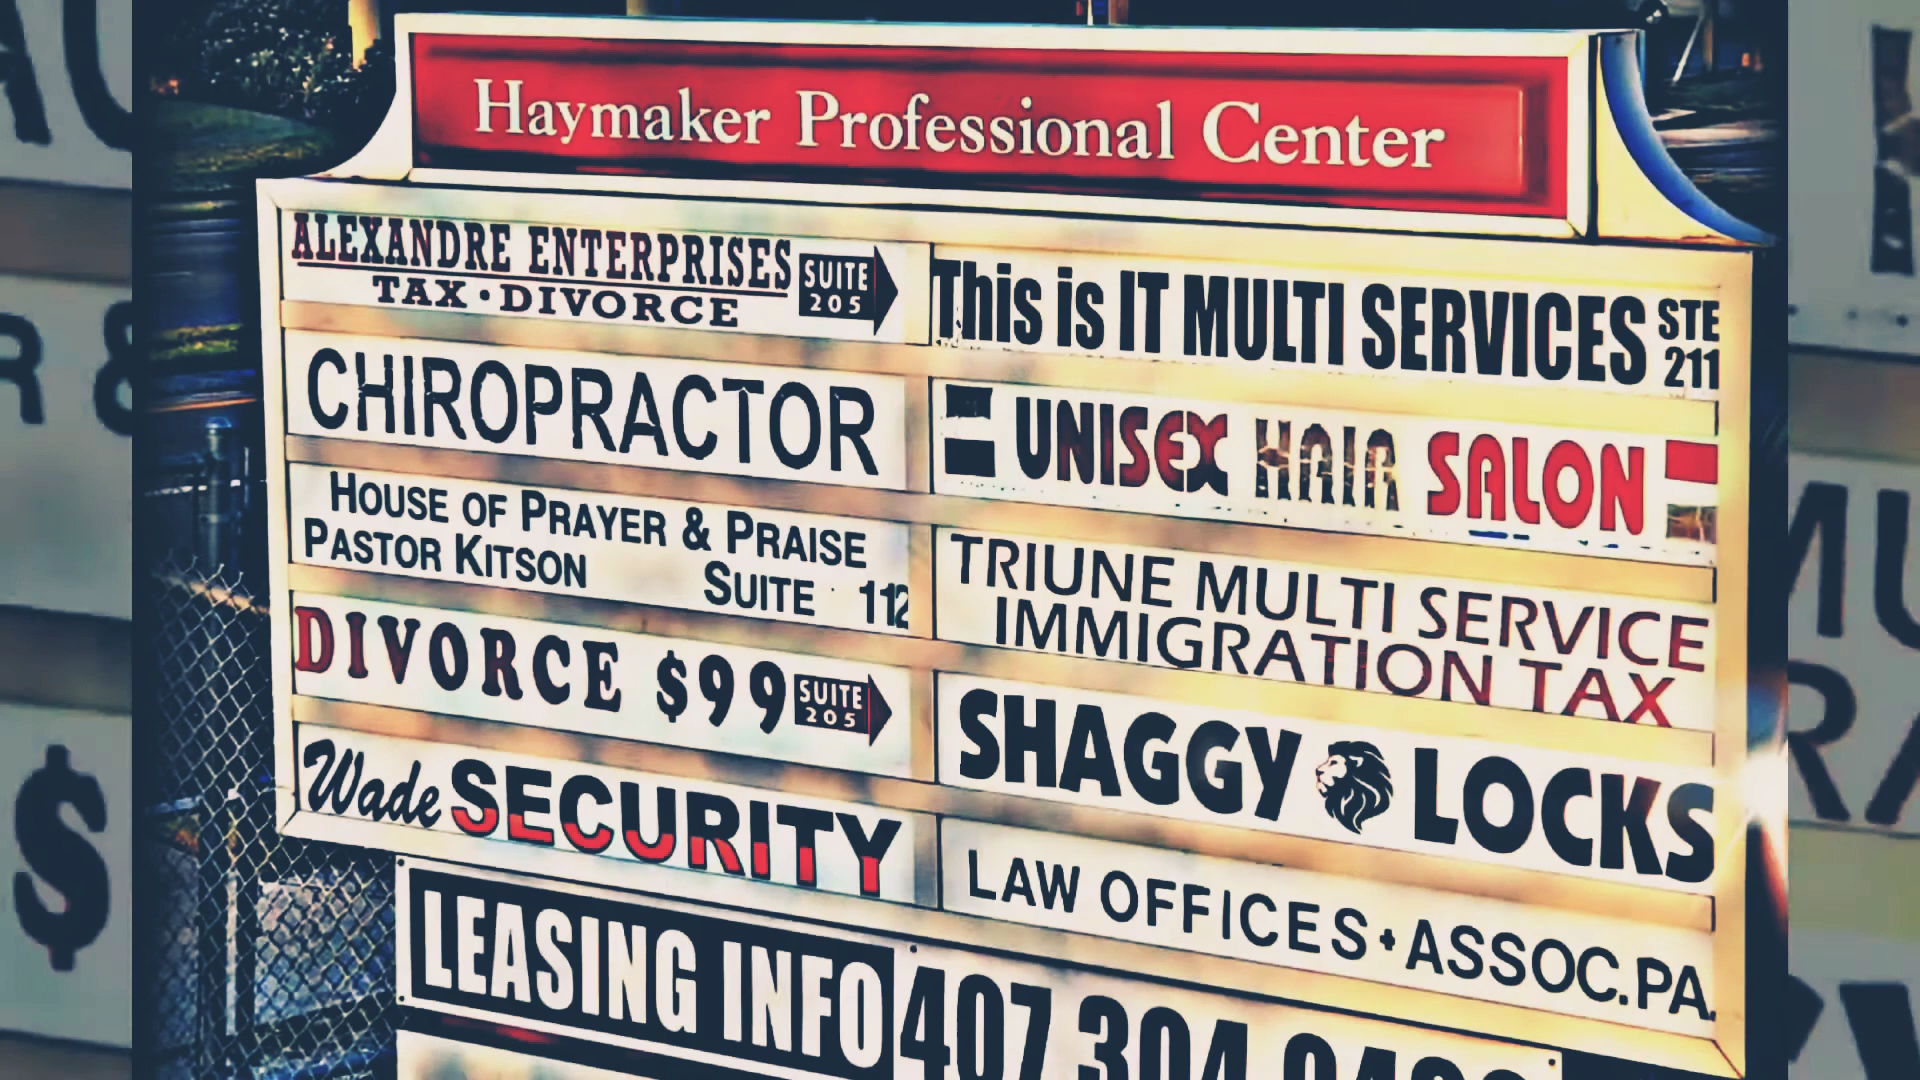 Haymaker Professional Center
ALEXANDRE ENTERPRISES
TAX • DIVORCE
SUITE
205
This is IT MULTI SERVICES STE
211
CHIROPRACTOR
UNISEX HAIR SALON
HOUSE OF PRAYER & PRAISE
PASTOR KITSON SUITE 112
TRIUNE MULTI SERVICE
IMMIGRATION TAX
DIVORCE $99
SUITE
205
SHAGGY LOCKS
Wade SECURITY
LAW OFFICES + ASSOC. PA.
LEASING INFO 407 304